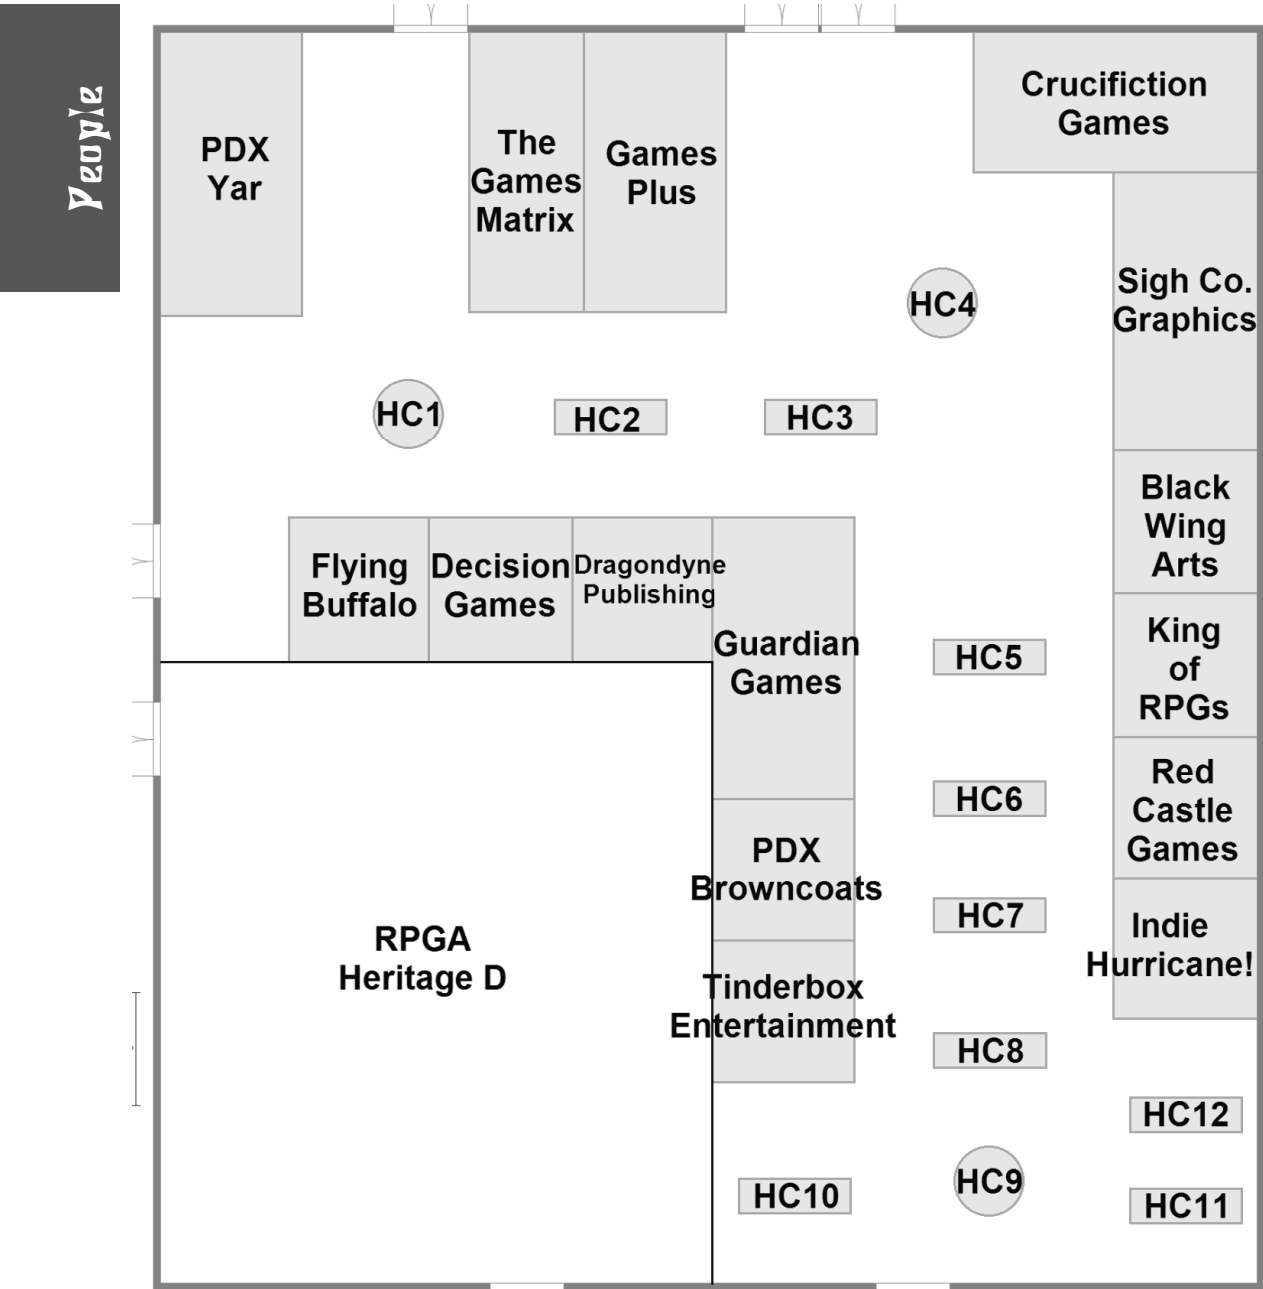 People
PDX
Yar
The
Games
Matrix
Games
Plus
Crucifiction
Games
Sigh Co.
Graphics
HC4
HC1
HC2
HC3
Black
Wing
Arts
Flying
Buffalo
Decision
Games
Dragondyne
Publishing
Guardian
Games
HC5
King
of
RPGs
HC6
Red
Castle
Games
PDX
Browncoats
HC7
Indie
Hurricane!
RPGA
Heritage D
Tinderbox
Entertainment
HC8
HC12
HC10
HC9
HC11